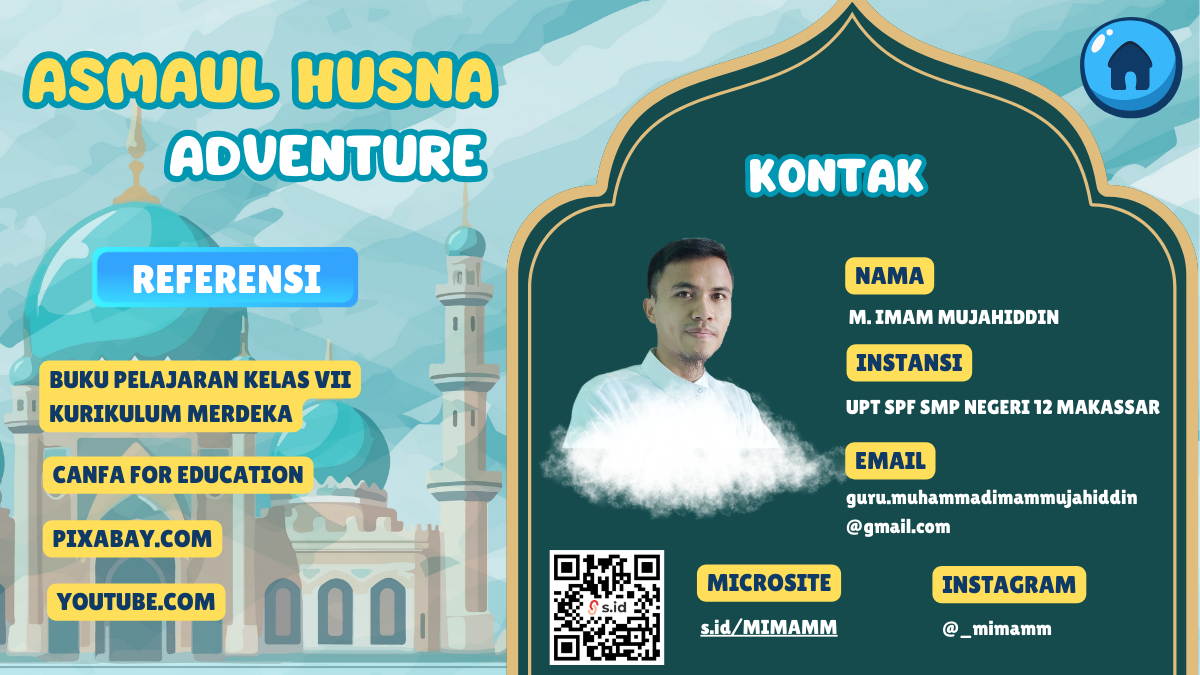 ASMAUL HUSNA
ADVENTURE
REFERENSI
BUKU PELAJARAN KELAS VII
KURIKULUM MERDEKA
CANFA FOR EDUCATION
PIXABAY.COM
YOUTUBE.COM
KONTAK
NAMA
M. IMAM MUJAHIDDIN
INSTANSI
UPT SPF SMP NEGERI 12 MAKASSAR
EMAIL
guru.muhammadimammujahiddin
@gmail.com
s.id
MICROSITE
s.id/MIMAMM
INSTAGRAM
@_mimamm